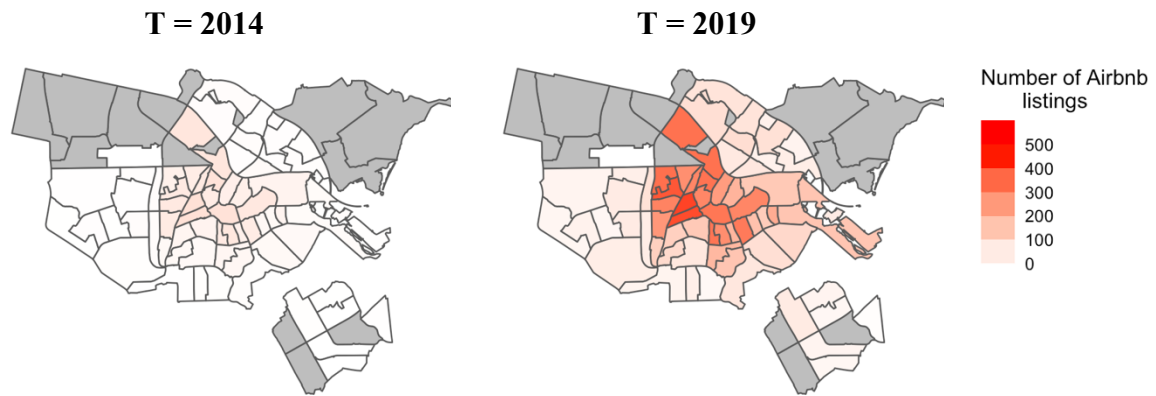 T = 2014
T = 2019
Number of Airbnb
listings
500
400
300
200
100
0